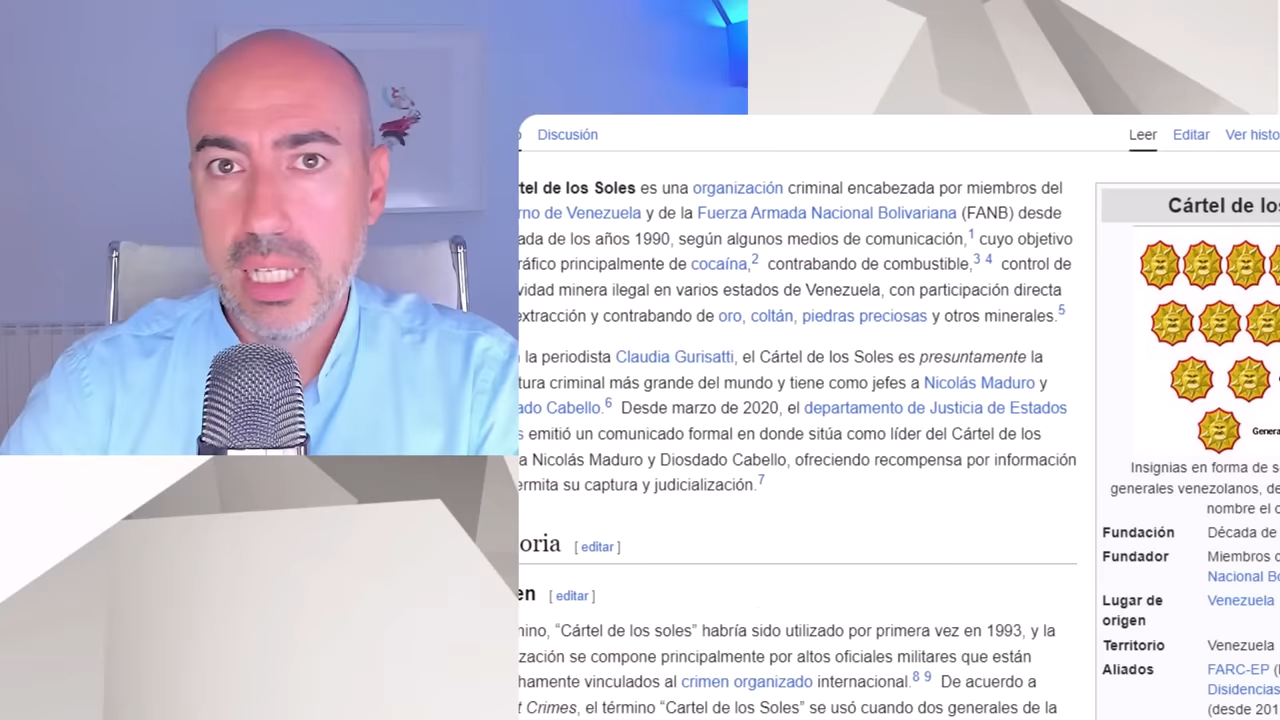 Discusión
Leer Editar Ver histo
tel de los Soles es una organización criminal encabezada por miembros del
rno de Venezuela y de la Fuerza Armada Nacional Bolivariana (FANB) desde
ada de los años 1990, según algunos medios de comunicación,1 cuyo objetivo
ráfico principalmente de cocaína,2 contrabando de combustible,3 4 control de
vidad minera ilegal en varios estados de Venezuela, con participación directa
extracción y contrabando de oro, coltán, piedras preciosas y otros minerales.5
la periodista Claudia Gurisatti, el Cártel de los Soles es presuntamente la
tura criminal más grande del mundo y tiene como jefes a Nicolás Maduro y
ado Cabello.6 Desde marzo de 2020, el departamento de Justicia de Estados
s emitió un comunicado formal en donde sitúa como líder del Cártel de los
a Nicolás Maduro y Diosdado Cabello, ofreciendo recompensa por información
ermita su captura y judicialización.7
oria [ editar ]
en [ editar ]
mino, “Cártel de los soles” habría sido utilizado por primera vez en 1993, y la
zación se compone principalmente por altos oficiales militares que están
hamente vinculados al crimen organizado internacional.8 9 De acuerdo a
t Crimes, el término “Cartel de los Soles” se usó cuando dos generales de la
Cártel de los
Genera
Insignias en forma de s
generales venezolanos, de
nombre el c
Fundación Década de
Fundador Miembros d
Nacional Bo
Lugar de Venezuela
origen
Territorio Venezuela
Aliados FARC-EP (
Disidencias
(desde 201